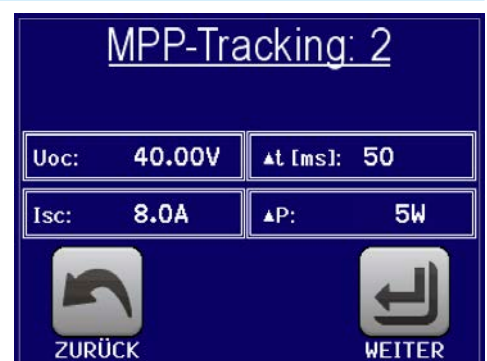 MPP-Tracking: 2
Uoc: 40.00V ▲t [ms]: 50
Isc: 8.0A ▲P: 5W
ZURÜCK WEITER